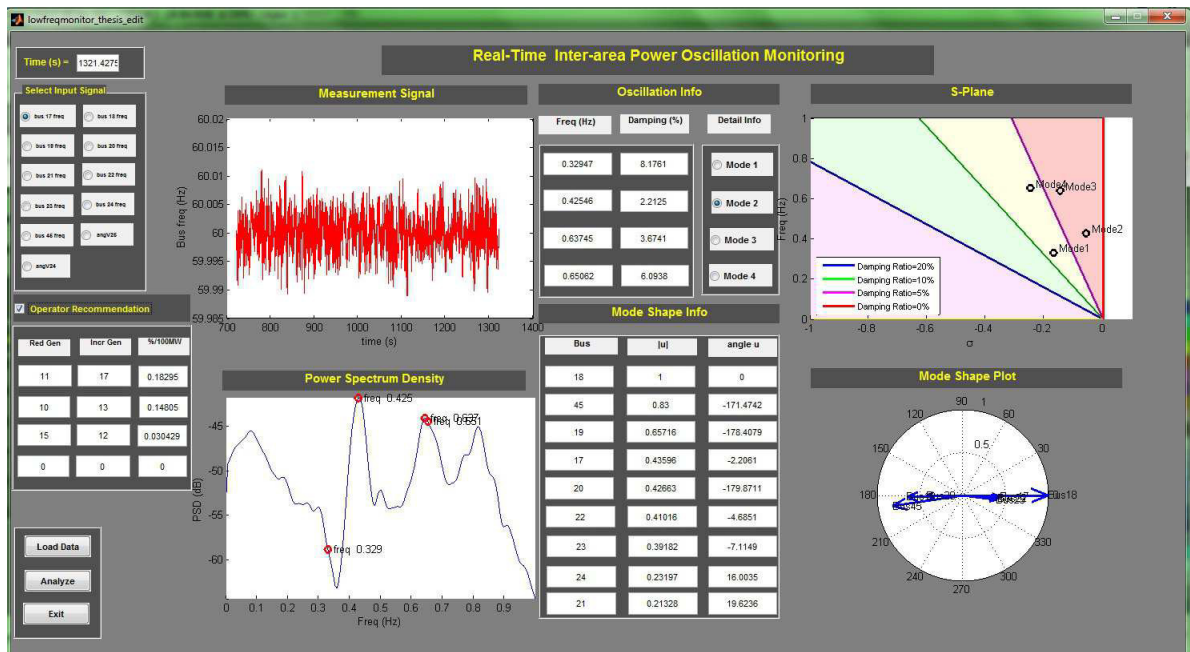 lowfreqmonitor_thesis_edit
Real-Time Inter-area Power Oscillation Monitoring
Time (s) = 1321.4275
Select Input Signal
bus 17 freq
bus 18 freq
bus 20 freq
bus 21 freq bus 22 freq
bus 24 freq
bus 45 freq
angV24
Operator Recommendation
Red Gen Incr Gen %/100MW
11 17 0.18295
10 13 0.14805
15 12 0.030429
0 0 0
Load Data
Analyze
Exit
Measurement Signal
60.02
60.015
60.01
60.005
60
59.995
59.99
59.985
Bus freq (Hz)
700 800 900 1000 1100 1200 1300 1400
time (s)
Power Spectrum Density
freq 0.425
freq 0.637
freq 0.651
freq 0.329
-45
-50
-55
-60
PSD (dB)
0 0.1 0.2 0.3 0.4 0.5 0.6 0.7 0.8 0.9
Freq (Hz)
Oscillation Info
Freq (Hz) Damping (%) Detail Info
0.32947 8.1761 Mode 1
0.42546 2.2125 Mode 2
0.63745 3.6741 Mode 3
0.65062 6.0938 Mode 4
Mode Shape Info
Bus |u| angle u
18 1 0
45 0.83 -171.4742
19 0.65716 -178.4079
17 0.43596 -2.2061
20 0.42663 -179.8711
22 0.41016 -4.6851
23 0.39182 -7.1149
24 0.23197 16.0035
21 0.21328 19.6236
S-Plane
1
0.8
0.6
0.4
0.2
0
Freq (Hz)
Mode4
Mode3
Mode2
Mode1
Damping Ratio=20%
Damping Ratio=10%
Damping Ratio=5%
Damping Ratio=0%
-1 -0.8 -0.6 -0.4 -0.2 0
σ
Mode Shape Plot
90 1
120 60
0.5
150 30
180 Bus18
Bus45
210 330
240 300
270